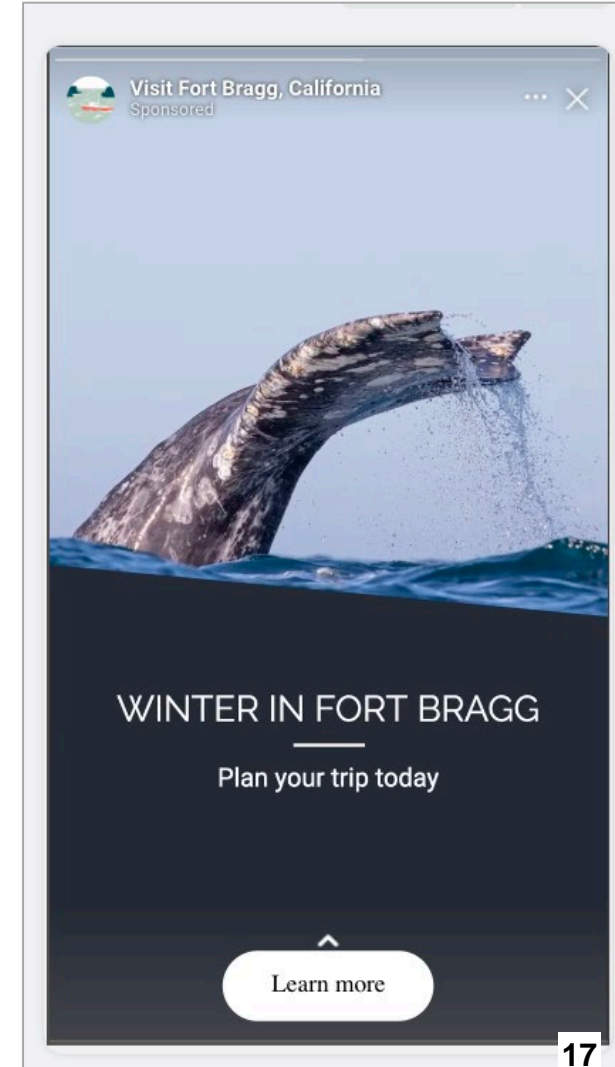 Visit Fort Bragg, California
Sponsored
WINTER IN FORT BRAGG
Plan your trip today
Learn more
17